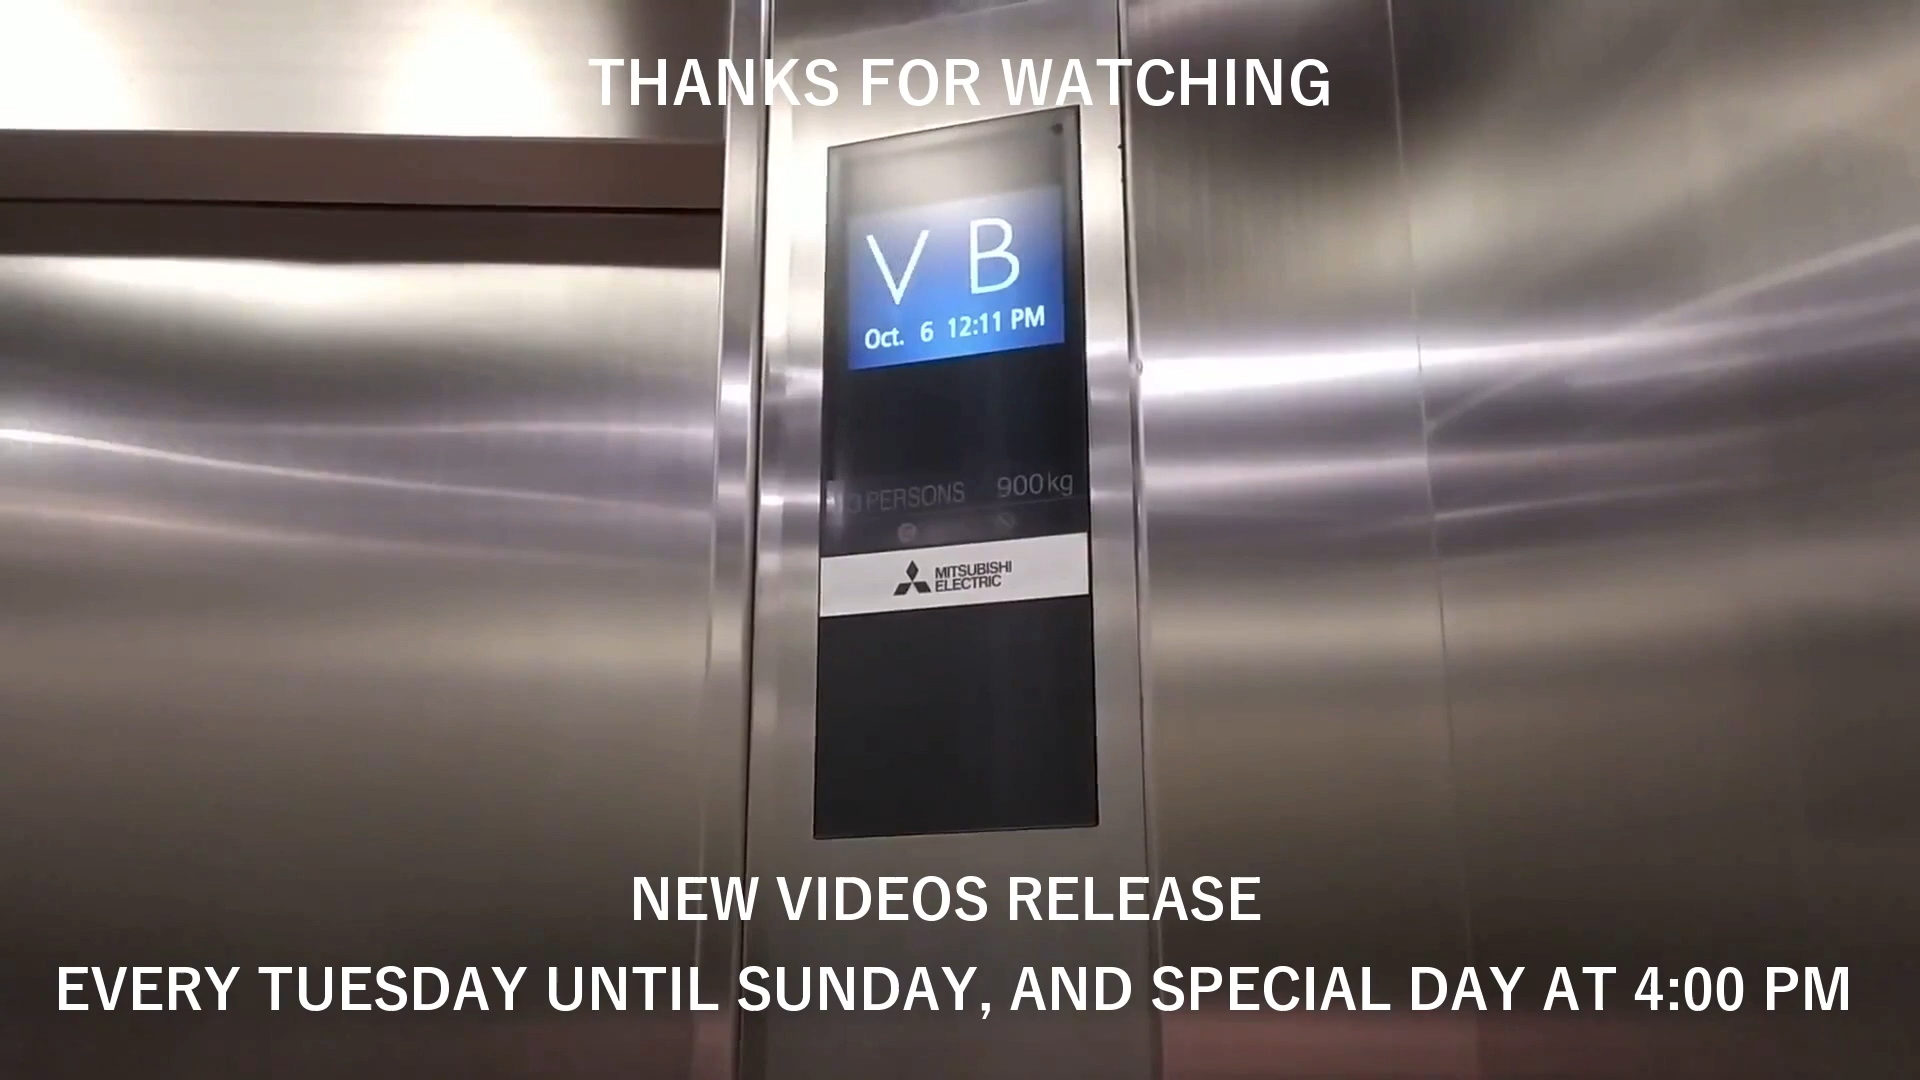 THANKS FOR WATCHING
V B
Oct. 6 12:11 PM
PERSONS 900kg
MITSUBISHI
ELECTRIC
NEW VIDEOS RELEASE
EVERY TUESDAY UNTIL SUNDAY, AND SPECIAL DAY AT 4:00 PM